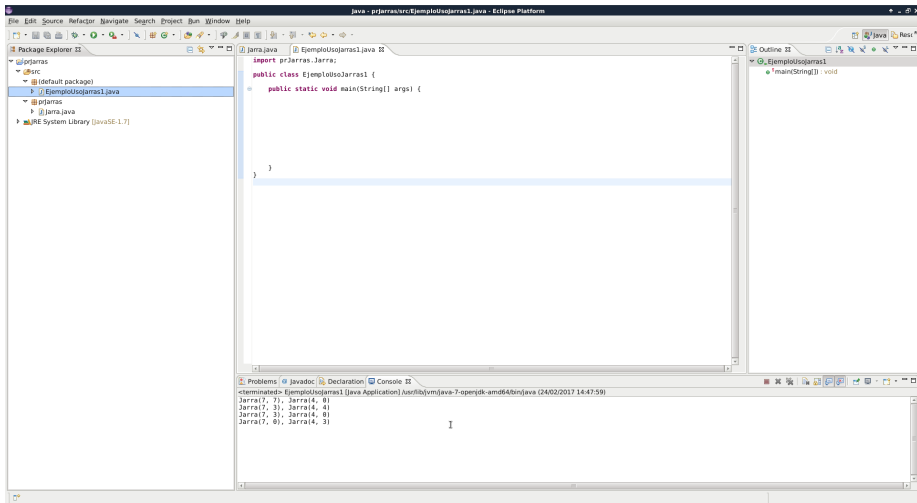 Java - prJarras/src/EjemploUsoJarras1.java - Eclipse Platform
File Edit Source Refactor Navigate Search Project Run Window Help
Java
Package Explorer
prJarras
src
(default package)
EjemploUsoJarras1.java
prJarras
Jarra.java
JRE System Library [JavaSE-1.7]
Jarra.java EjemploUsoJarras1.java
import prJarras.Jarra;
public class EjemploUsoJarras1 {
public static void main(String[] args) {
}
}
Outline
EjemploUsoJarras1
main(String[]) : void
Problems Javadoc Declaration Console
<terminated> EjemploUsoJarras1 [Java Application] /usr/lib/jvm/java-7-openjdk-amd64/bin/java (24/02/2017 14:47:59)
Jarra(7, 7), Jarra(4, 0)
Jarra(7, 3), Jarra(4, 4)
Jarra(7, 3), Jarra(4, 0)
Jarra(7, 0), Jarra(4, 3)